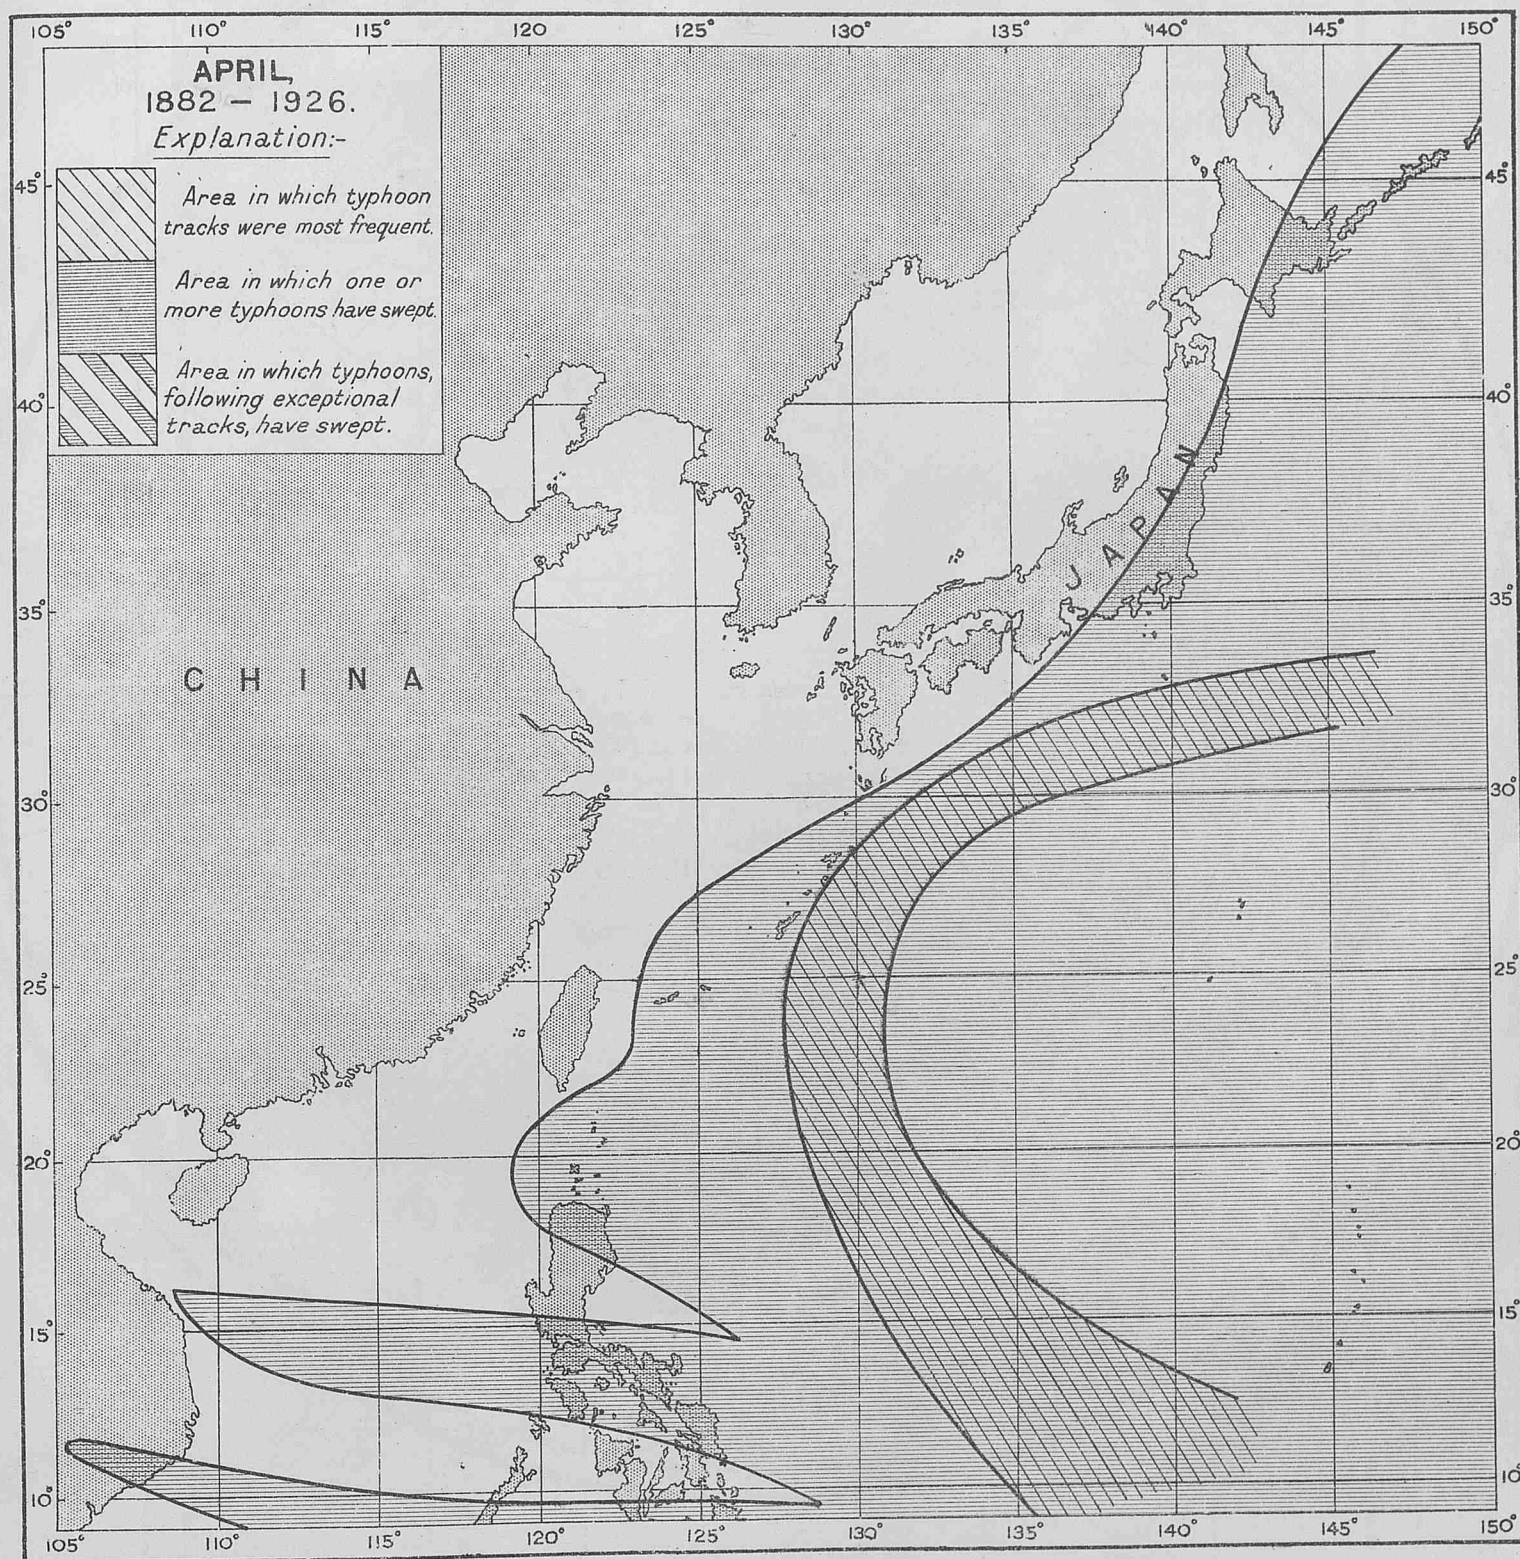 105° 110° 120 125° 130° 135° 140° 145° 150°
APRIL,
1882 – 1926.
Explanation:-
Area in which typhoon
tracks were most frequent.
Area in which one or
more typhoons have swept.
Area in which typhoons,
following exceptional
tracks, have swept.
45° 45°
40° 40°
35° 35°
30° 30°
25° 25°
20° 20°
15° 15°
10° 10°
CHINA
JAPAN
105° 110° 115° 120° 125° 130° 135° 140° 145° 150°